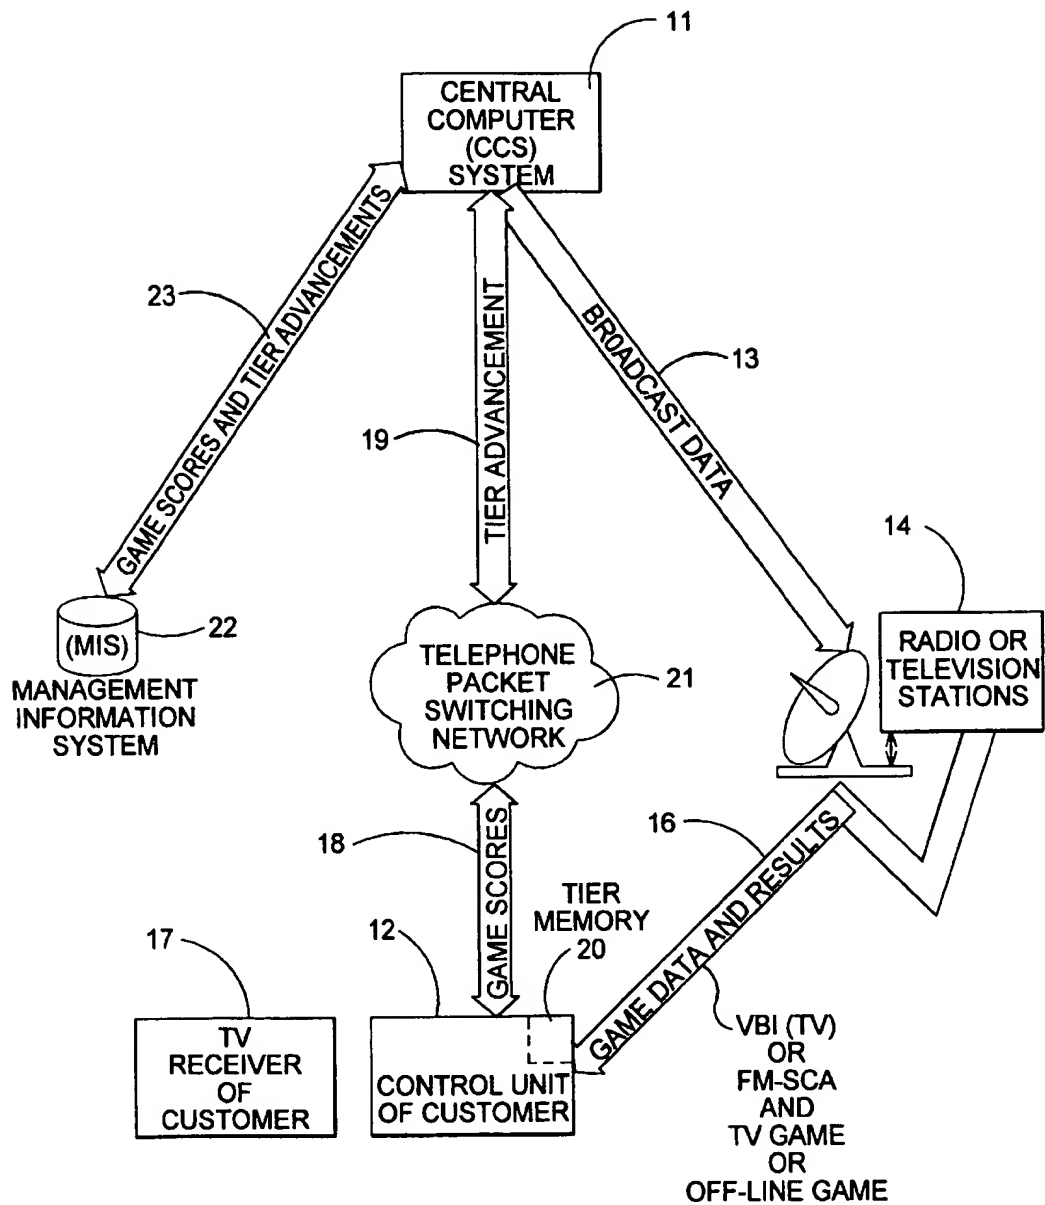 11
CENTRAL
COMPUTER
(CCS)
SYSTEM
23
GAME SCORES AND TIER ADVANCEMENTS
19
TIER ADVANCEMENT
BROADCAST DATA
13
14
(MIS)
22
MANAGEMENT
INFORMATION
SYSTEM
TELEPHONE
PACKET
SWITCHING
NETWORK
21
RADIO OR
TELEVISION
STATIONS
18
GAME SCORES
16
GAME DATA AND RESULTS
TIER
MEMORY
20
17
12
TV
RECEIVER
OF
CUSTOMER
CONTROL UNIT
OF CUSTOMER
VBI (TV)
OR
FM-SCA
AND
TV GAME
OR
OFF-LINE GAME